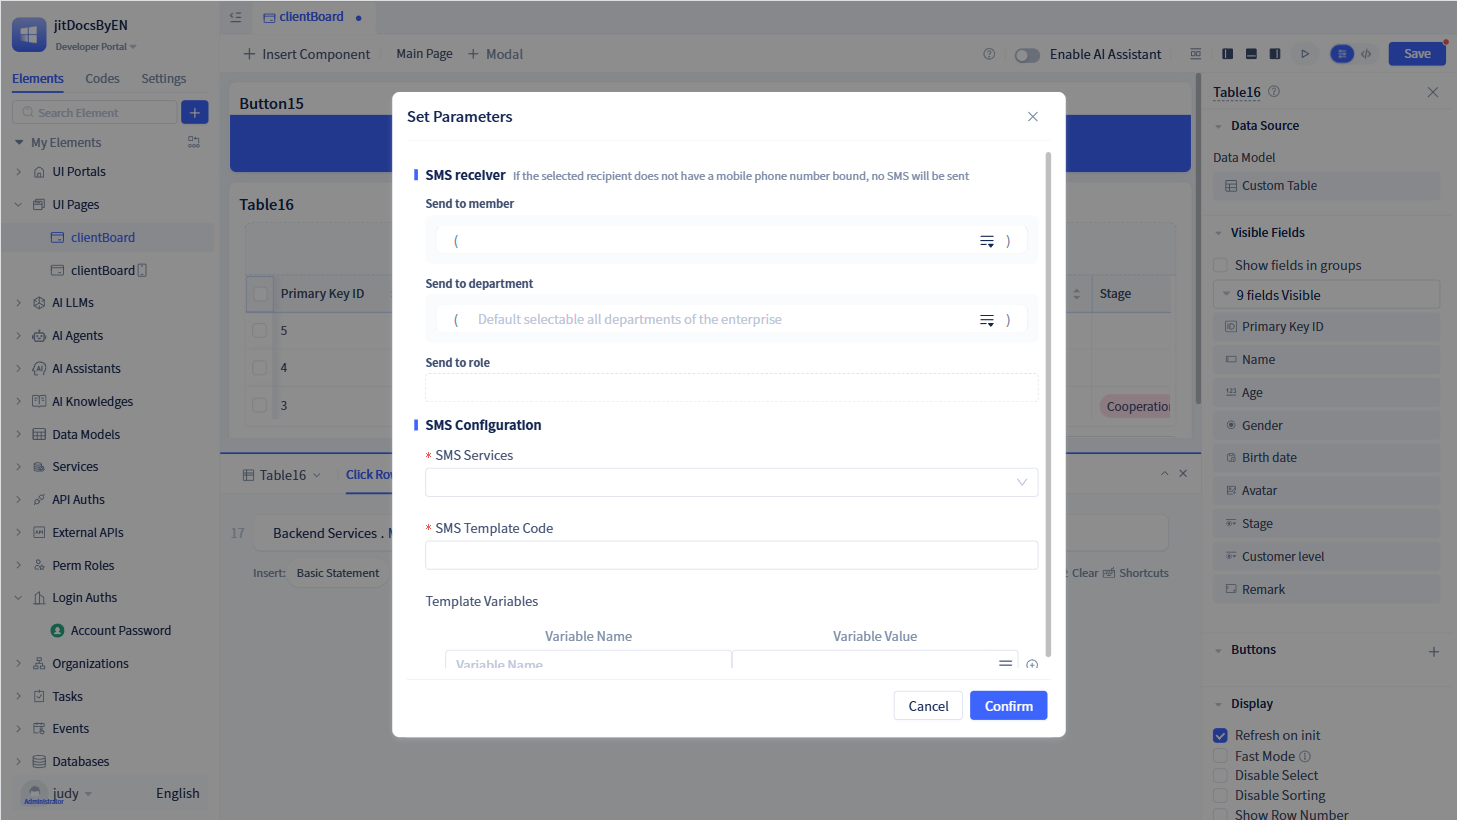 jitDocsByEN
Developer Portal
Elements
Codes
Settings
Search Element
My Elements
UI Portals
UI Pages
clientBoard
clientBoard
AI LLMs
AI Agents
AI Assistants
AI Knowledges
Data Models
Services
API Auths
External APIs
Perm Roles
Login Auths
Account Password
Organizations
Tasks
Events
Databases
judy
Administrator
English
clientBoard
Insert Component
Main Page
Modal
Enable AI Assistant
Save
Button15
Table16
Primary Key ID
Stage
5
4
3
Cooperation
Table16
Click Row
17
Backend Services .
Insert:
Basic Statement
Clear
Shortcuts
Set Parameters
SMS receiver
If the selected recipient does not have a mobile phone number bound, no SMS will be sent
Send to member
( )
Send to department
( Default selectable all departments of the enterprise )
Send to role
SMS Configuration
* SMS Services
* SMS Template Code
Template Variables
Variable Name
Variable Value
Variable Name
Cancel
Confirm
Table16
Data Source
Data Model
Custom Table
Visible Fields
Show fields in groups
9 fields Visible
Primary Key ID
Name
Age
Gender
Birth date
Avatar
Stage
Customer level
Remark
Buttons
Display
Refresh on init
Fast Mode
Disable Select
Disable Sorting
Show Row Number